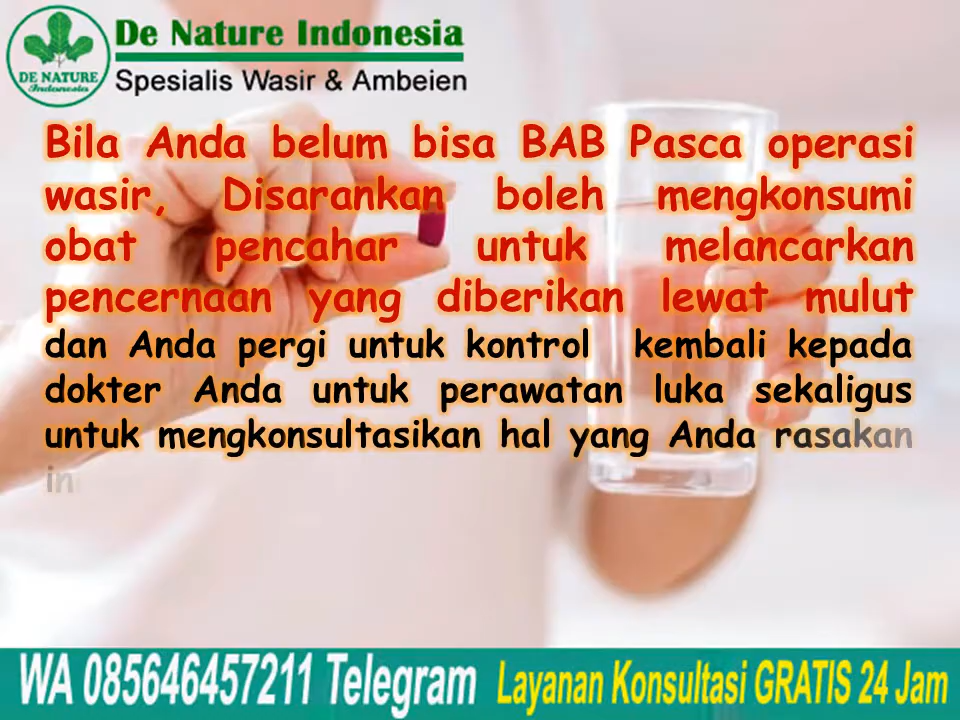 De Nature Indonesia
DE NATURE
Indonesia
Spesialis Wasir & Ambeien
Bila Anda belum bisa BAB Pasca operasi
wasir, Disarankan boleh mengkonsumi
obat pencahar untuk melancarkan
pencernaan yang diberikan lewat mulut
dan Anda pergi untuk kontrol kembali kepada
dokter Anda untuk perawatan luka sekaligus
untuk mengkonsultasikan hal yang Anda rasakan
in
WA 085646457211 Telegram Layanan Konsultasi GRATIS 24 Jam